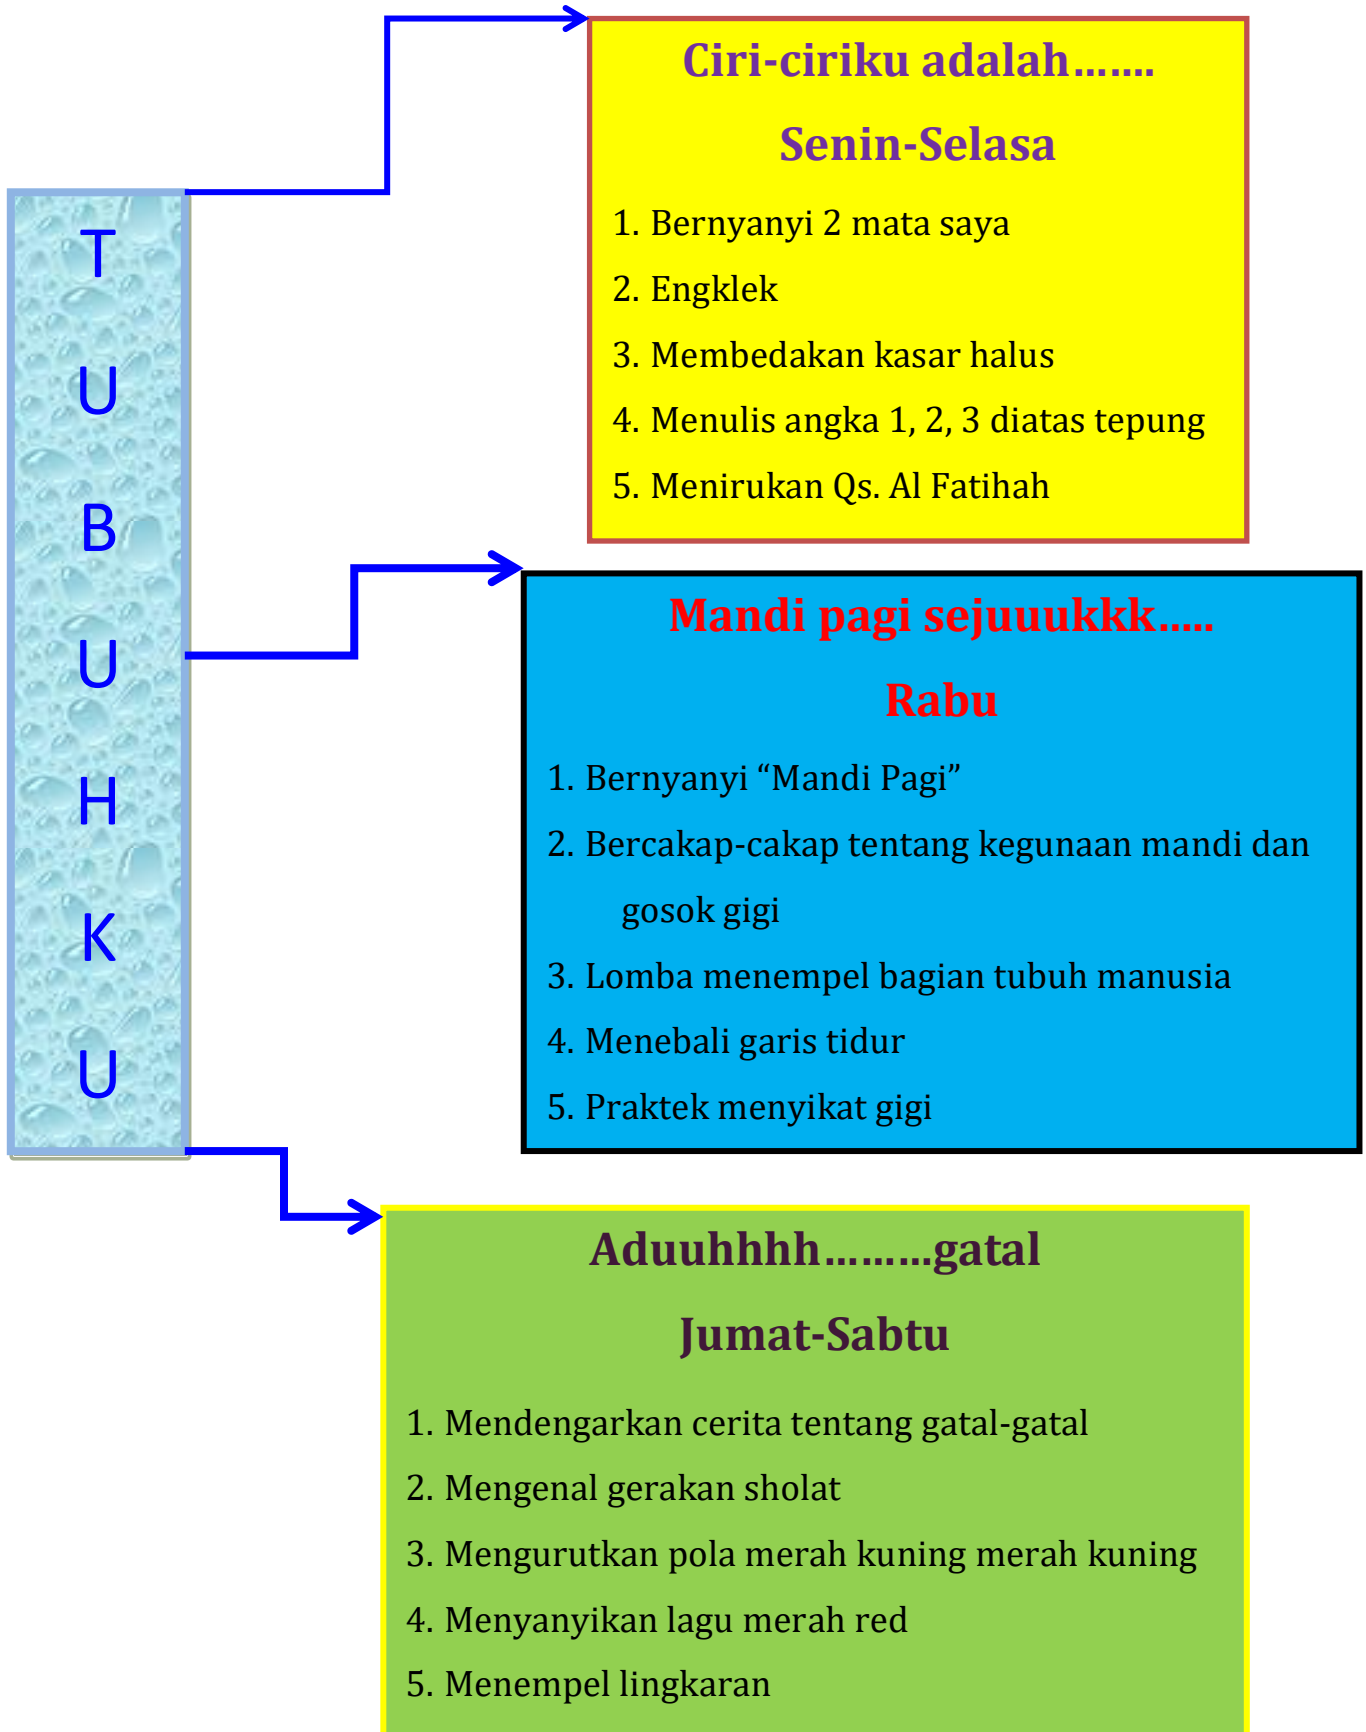 T
U
B
U
H
K
U
Ciri-ciriku adalah.......
Senin-Selasa
1. Bernyanyi 2 mata saya
2. Engklek
3. Membedakan kasar halus
4. Menulis angka 1, 2, 3 diatas tepung
5. Menirukan Qs. Al Fatihah
Mandi pagi sejuuukkk.....
Rabu
1. Bernyanyi “Mandi Pagi”
2. Bercakap-cakap tentang kegunaan mandi dan
gosok gigi
3. Lomba menempel bagian tubuh manusia
4. Menebali garis tidur
5. Praktek menyikat gigi
Aduuhhhh.........gatal
Jumat-Sabtu
1. Mendengarkan cerita tentang gatal-gatal
2. Mengenal gerakan sholat
3. Mengurutkan pola merah kuning merah kuning
4. Menyanyikan lagu merah red
5. Menempel lingkaran